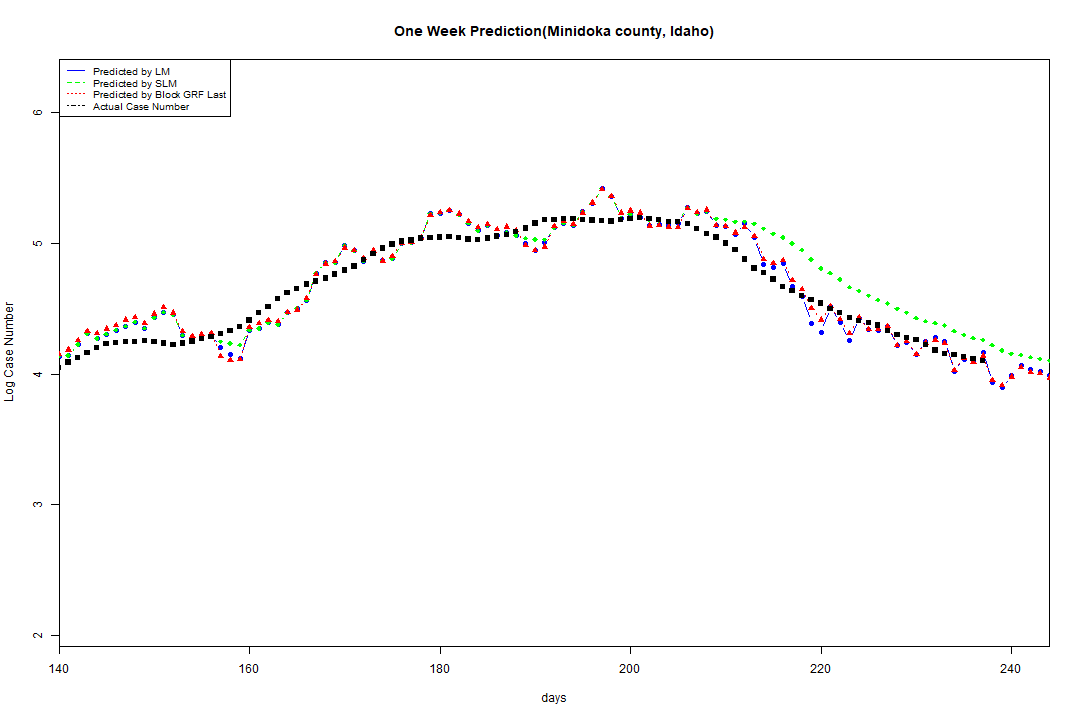 One Week Prediction(Minidoka county, Idaho)
Predicted by LM
Predicted by SLM
Predicted by Block GRF Last
Actual Case Number
6
5
4
3
2
Log Case Number
140 160 180 200 220 240
days